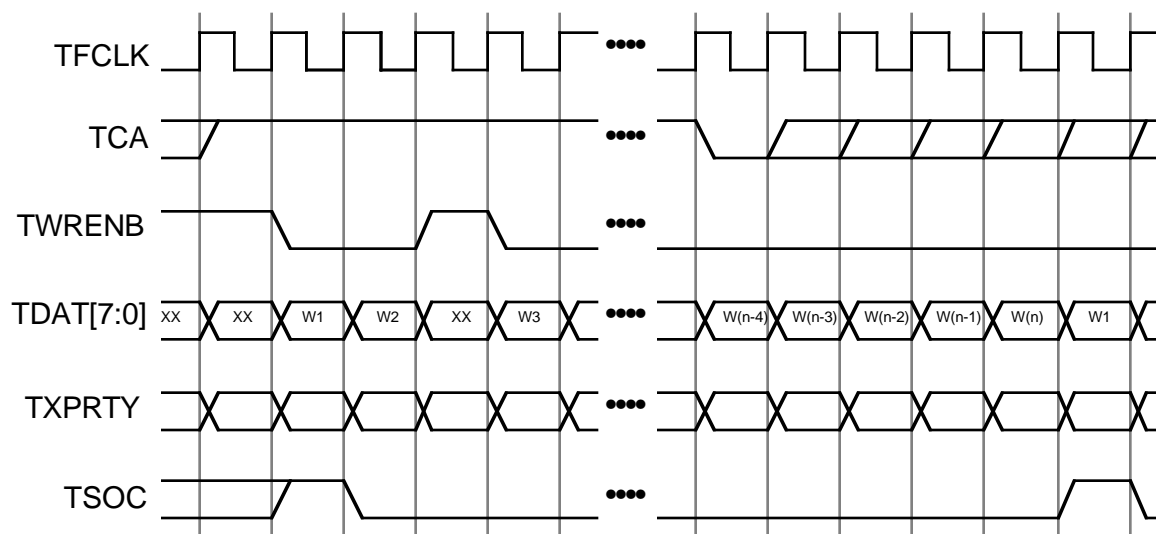 TFCLK
TCA
TWRENB
TDAT[7:0] XX XX W1 W2 XX W3 W(n-4) W(n-3) W(n-2) W(n-1) W(n) W1
TXPRTY
TSOC